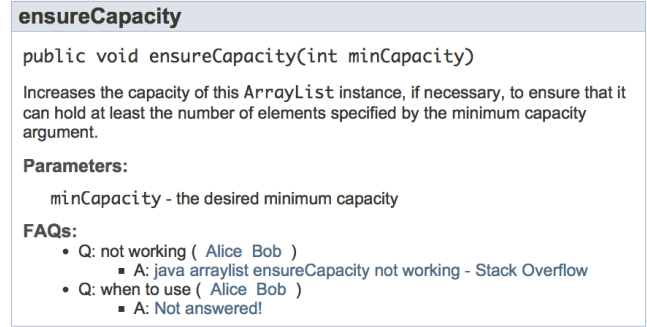 ensureCapacity
public void ensureCapacity(int minCapacity)
Increases the capacity of this ArrayList instance, if necessary, to ensure that it
can hold at least the number of elements specified by the minimum capacity
argument.
Parameters:
minCapacity - the desired minimum capacity
FAQs:
• Q: not working ( Alice Bob )
▪ A: java arraylist ensureCapacity not working - Stack Overflow
• Q: when to use ( Alice Bob )
▪ A: Not answered!